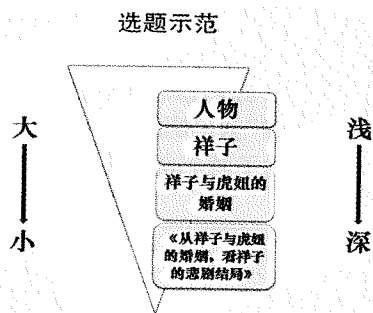 选题示范
人物
祥子
祥子与虎妞的
婚姻
《从祥子与虎妞
的婚姻，看祥子
的悲剧结局》
大
小
浅
深